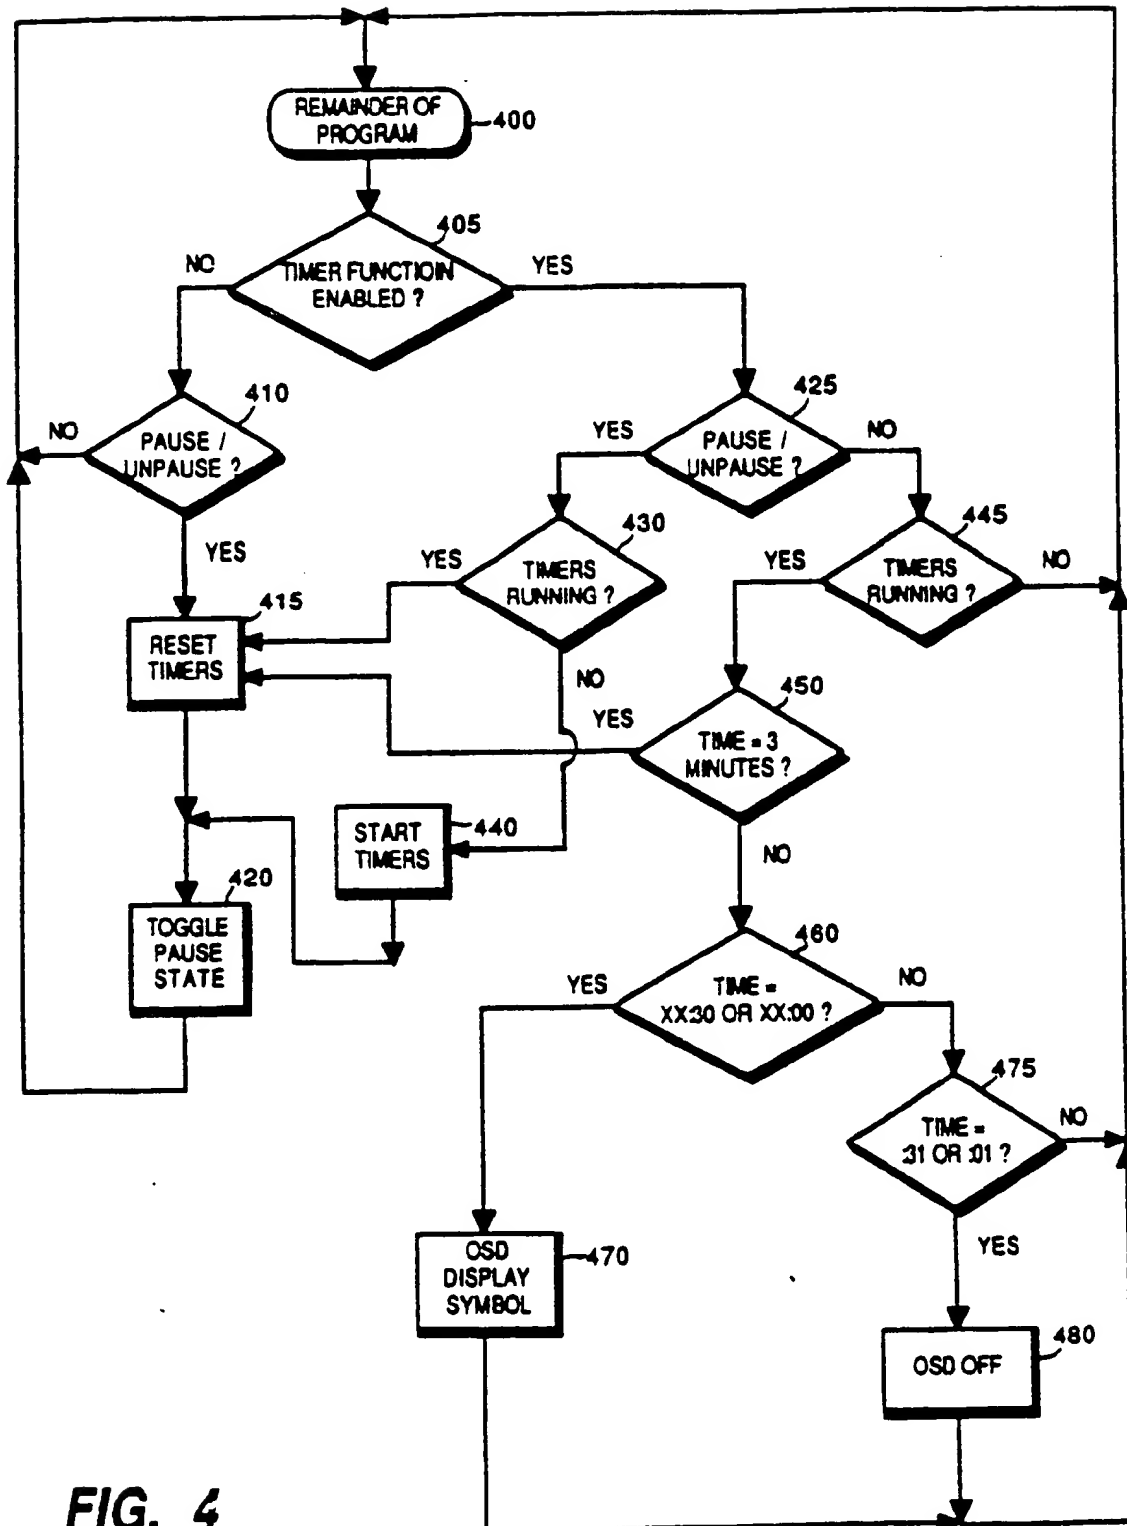 REMAINDER OF
PROGRAM
400
405
TIMER FUNCTIOIN
ENABLED ?
NO
YES
410
PAUSE /
UNPAUSE ?
NO
YES
425
PAUSE /
UNPAUSE ?
YES
NO
430
TIMERS
RUNNING ?
YES
NO
445
TIMERS
RUNNING ?
YES
NO
415
RESET
TIMERS
450
TIME = 3
MINUTES ?
YES
NO
START
TIMERS
440
420
TOGGLE
PAUSE
STATE
460
TIME =
XX:30 OR XX:00 ?
YES
NO
475
TIME =
:31 OR :01 ?
NO
YES
OSD
DISPLAY
SYMBOL
470
OSD OFF
480
FIG. 4